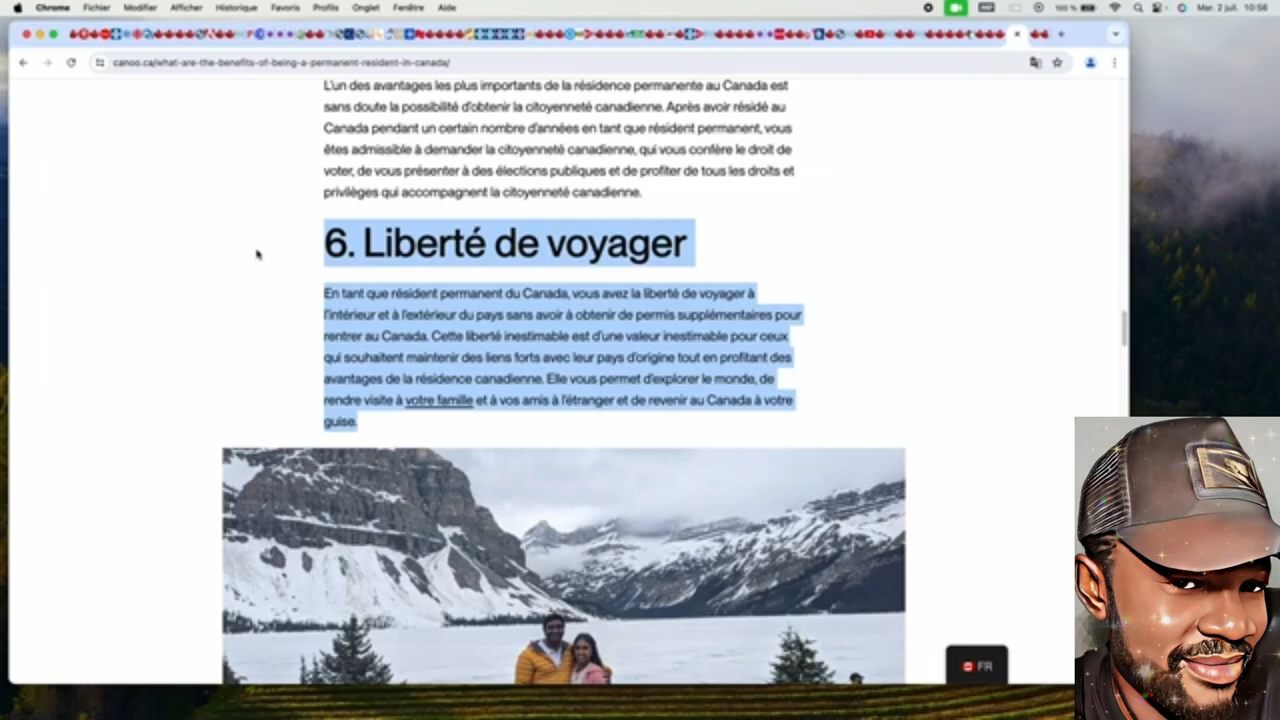 Chrome Fichier Modifier Afficher Historique Favoris Profils Onglet Fenêtre Aide 100 % Mar. 2 juil. 10:56
canoo.ca/what-are-the-benefits-of-being-a-permanent-resident-in-canada/
L'un des avantages les plus importants de la résidence permanente au Canada est
sans doute la possibilité d'obtenir la citoyenneté canadienne. Après avoir résidé au
Canada pendant un certain nombre d'années en tant que résident permanent, vous
êtes admissible à demander la citoyenneté canadienne, qui vous confère le droit de
voter, de vous présenter à des élections publiques et de profiter de tous les droits et
privilèges qui accompagnent la citoyenneté canadienne.
6. Liberté de voyager
En tant que résident permanent du Canada, vous avez la liberté de voyager à
l'intérieur et à l'extérieur du pays sans avoir à obtenir de permis supplémentaires pour
rentrer au Canada. Cette liberté inestimable est d'une valeur inestimable pour ceux
qui souhaitent maintenir des liens forts avec leur pays d'origine tout en profitant des
avantages de la résidence canadienne. Elle vous permet d'explorer le monde, de
rendre visite à votre famille et à vos amis à l'étranger et de revenir au Canada à votre
guise.
FR